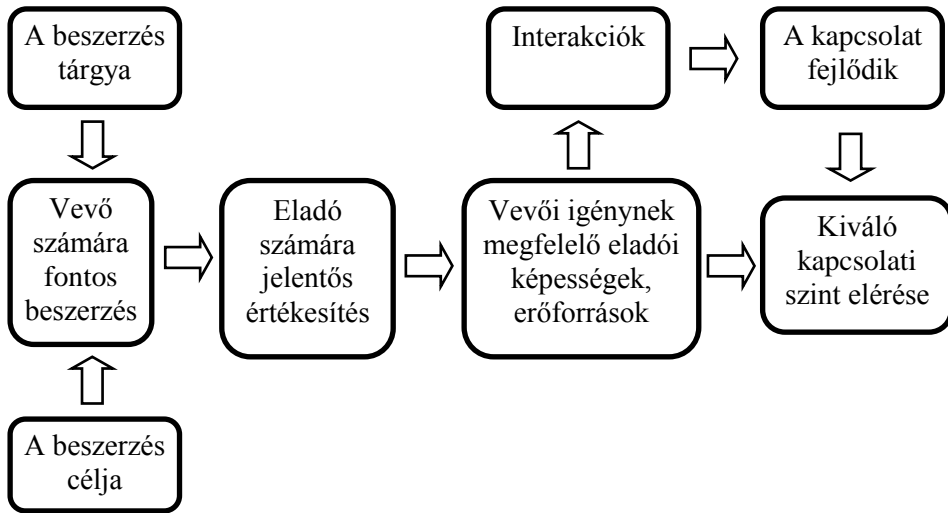 A beszerzés
tárgya
Interakciók
A kapcsolat
fejlődik
Vevő
számára
fontos
beszerzés
Eladó
számára
jelentős
értékesítés
Vevői igénynek
megfelelő eladói
képességek,
erőforrások
Kiváló
kapcsolati
szint elérése
A beszerzés
célja